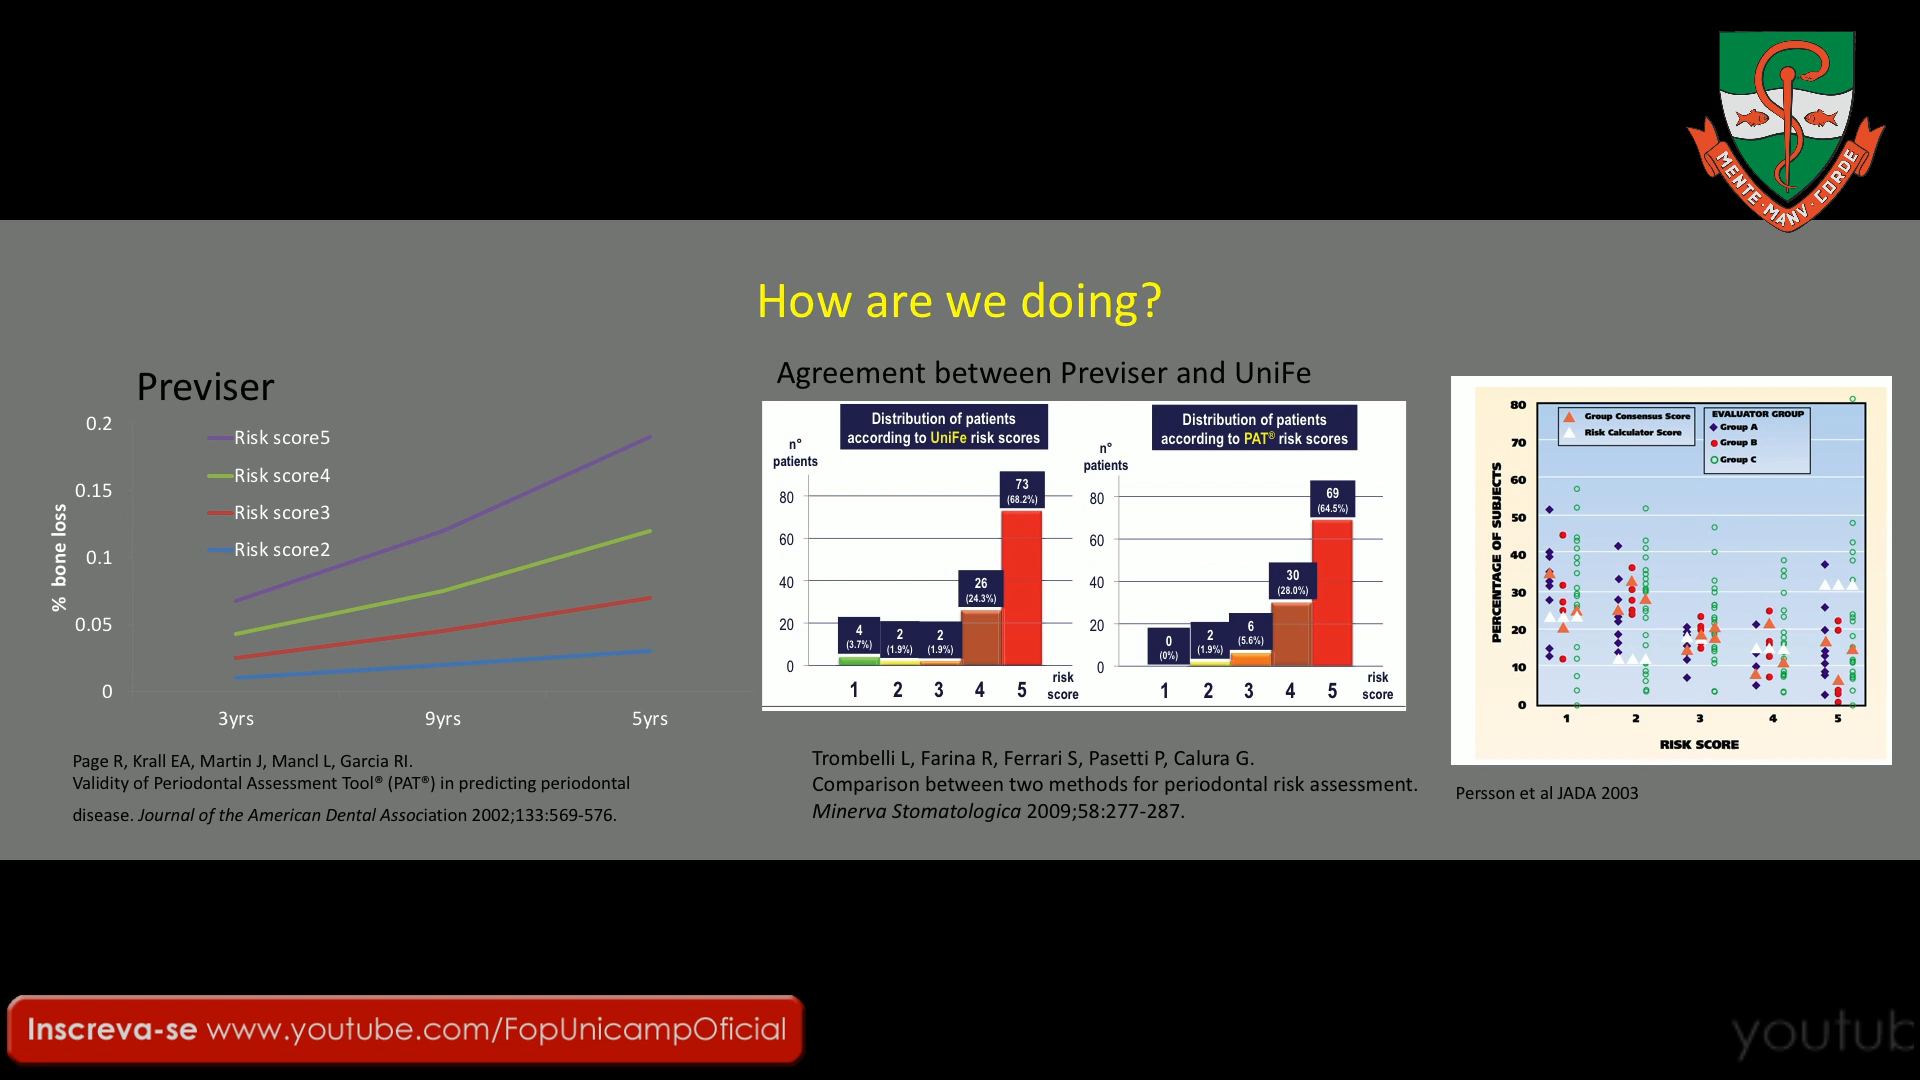 MENTE · MANV · CORDE
How are we doing?
Previser
% bone loss
0.2
0.15
0.1
0.05
0
Risk score5
Risk score4
Risk score3
Risk score2
3yrs
9yrs
5yrs
Page R, Krall EA, Martin J, Mancl L, Garcia RI.
Validity of Periodontal Assessment Tool® (PAT®) in predicting periodontal
disease. Journal of the American Dental Association 2002;133:569-576.
Agreement between Previser and UniFe
Distribution of patients
according to UniFe risk scores
n°
patients
80
60
40
20
0
4
(3.7%)
2
(1.9%)
2
(1.9%)
26
(24.3%)
73
(68.2%)
1 2 3 4 5
risk
score
Distribution of patients
according to PAT® risk scores
n°
patients
80
60
40
20
0
0
(0%)
2
(1.9%)
6
(5.6%)
30
(28.0%)
69
(64.5%)
1 2 3 4 5
risk
score
Trombelli L, Farina R, Ferrari S, Pasetti P, Calura G.
Comparison between two methods for periodontal risk assessment.
Minerva Stomatologica 2009;58:277-287.
PERCENTAGE OF SUBJECTS
80
70
60
50
40
30
20
10
0
Group Consensus Score
Risk Calculator Score
EVALUATOR GROUP
Group A
Group B
Group C
1 2 3 4 5
RISK SCORE
Persson et al JADA 2003
Inscreva-se www.youtube.com/FopUnicampOficial
youtub